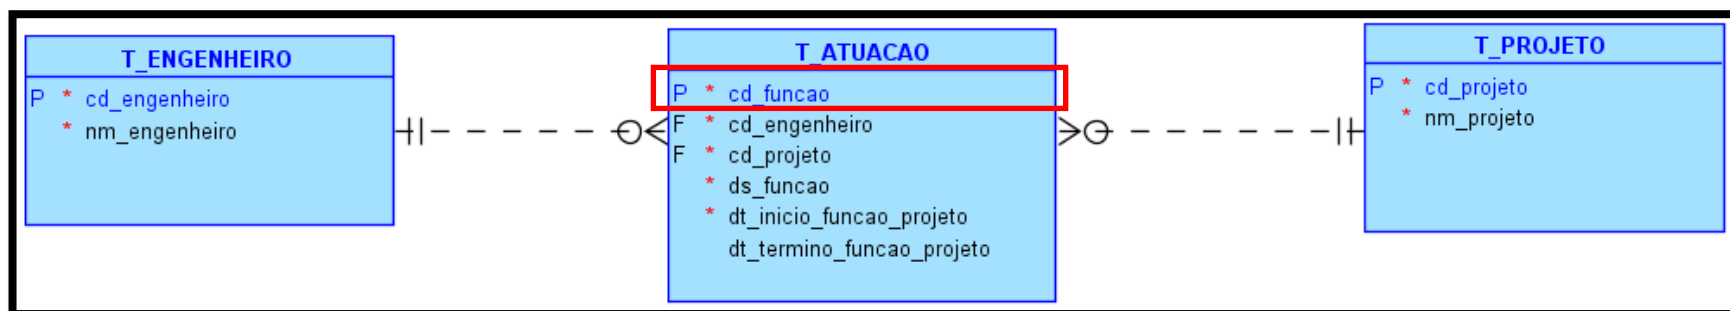 T_ENGENHEIRO
P * cd_engenheiro
* nm_engenheiro
T_ATUACAO
P * cd_funcao
F * cd_engenheiro
F * cd_projeto
* ds_funcao
* dt_inicio_funcao_projeto
dt_termino_funcao_projeto
T_PROJETO
P * cd_projeto
* nm_projeto